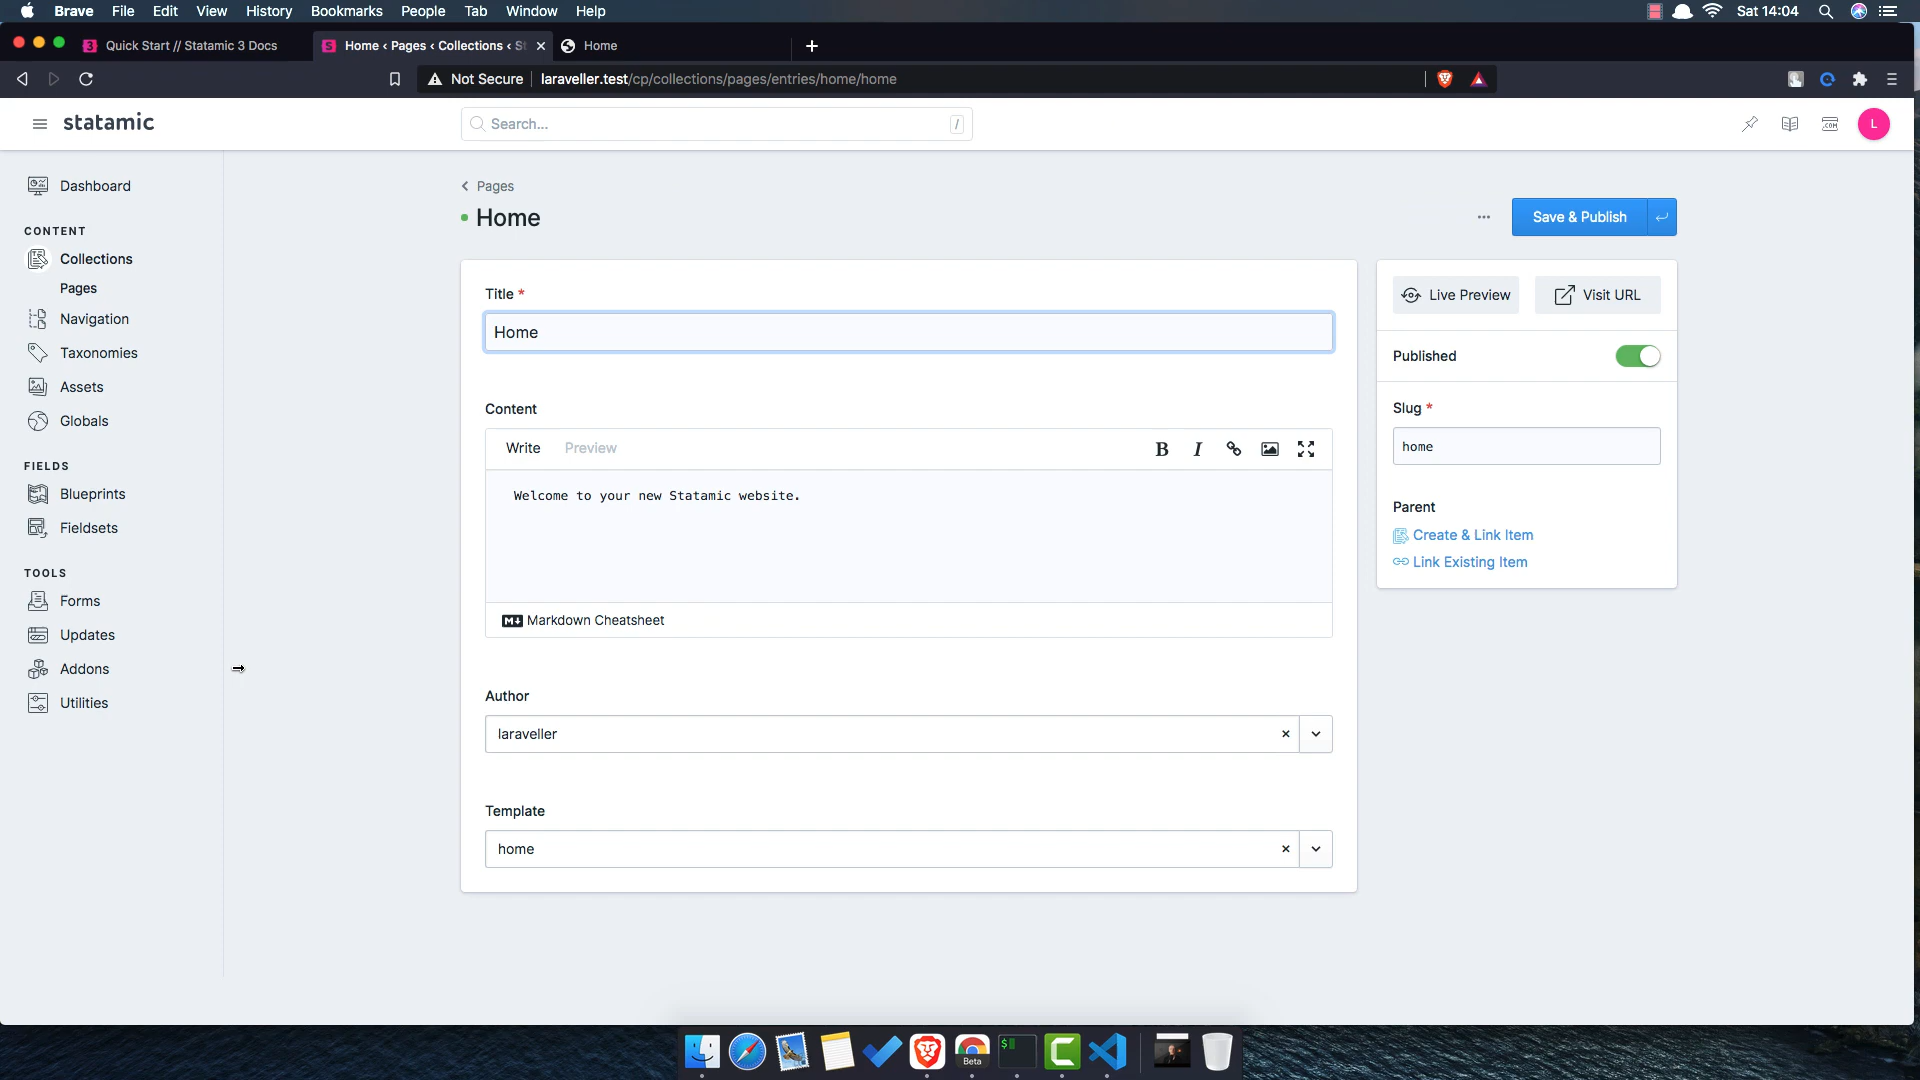 Brave File Edit View History Bookmarks People Tab Window Help Sat 14:04
Quick Start // Statamic 3 Docs Home ‹ Pages ‹ Collections ‹ St Home
Not Secure laraveller.test/cp/collections/pages/entries/home/home
statamic Search... / .COM L
Dashboard
CONTENT
Collections
Pages
Navigation
Taxonomies
Assets
Globals
FIELDS
Blueprints
Fieldsets
TOOLS
Forms
Updates
Addons
Utilities
Pages
Home
Save & Publish
Title *
Home
Content
Write Preview B I
Welcome to your new Statamic website.
M Markdown Cheatsheet
Author
laraveller
Template
home
Live Preview Visit URL
Published
Slug *
home
Parent
Create & Link Item
Link Existing Item
Beta
$